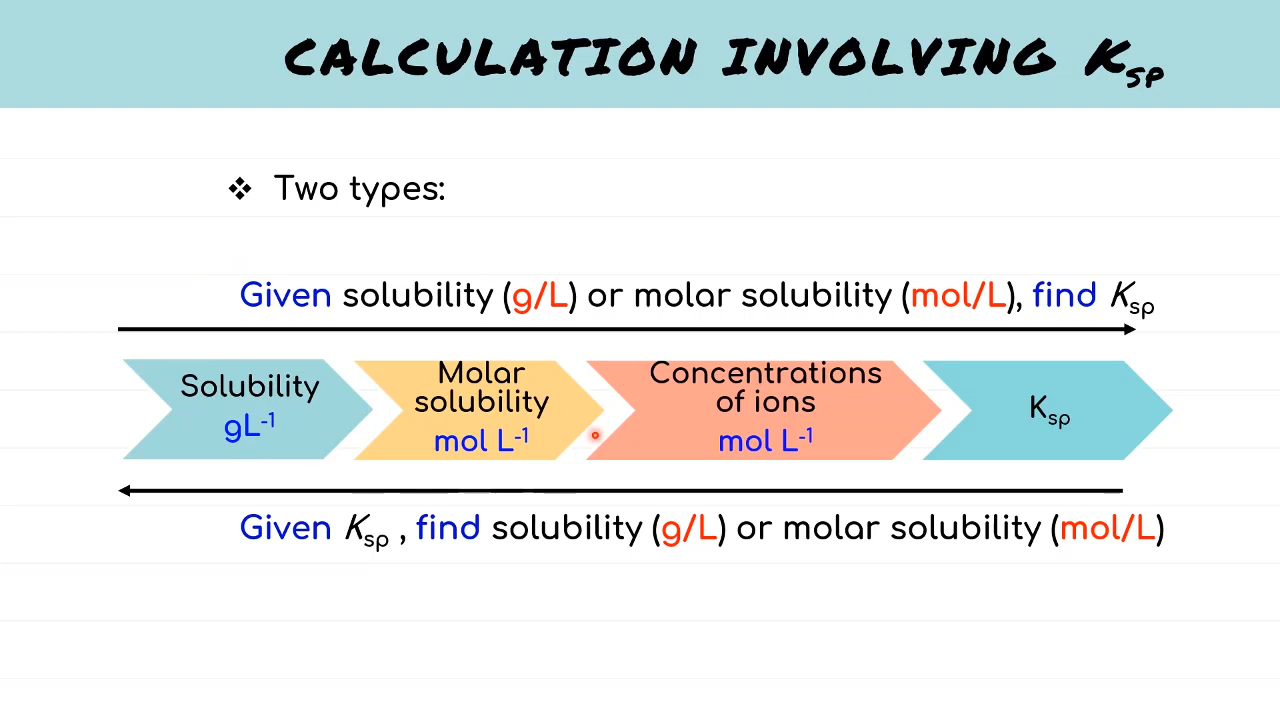 CALCULATION INVOLVING Ksp
❖ Two types:
Given solubility (g/L) or molar solubility (mol/L), find Ksp
Solubility
gL⁻¹
Molar
solubility
mol L⁻¹
Concentrations
of ions
mol L⁻¹
Ksp
Given Ksp , find solubility (g/L) or molar solubility (mol/L)